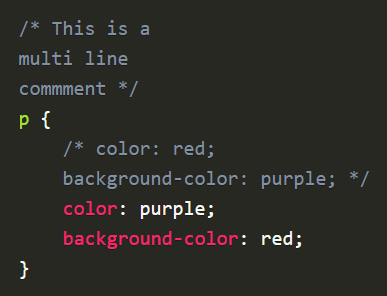 /* This is a
multi line
commment */
p {
    /* color: red;
    background-color: purple; */
    color: purple;
    background-color: red;
}